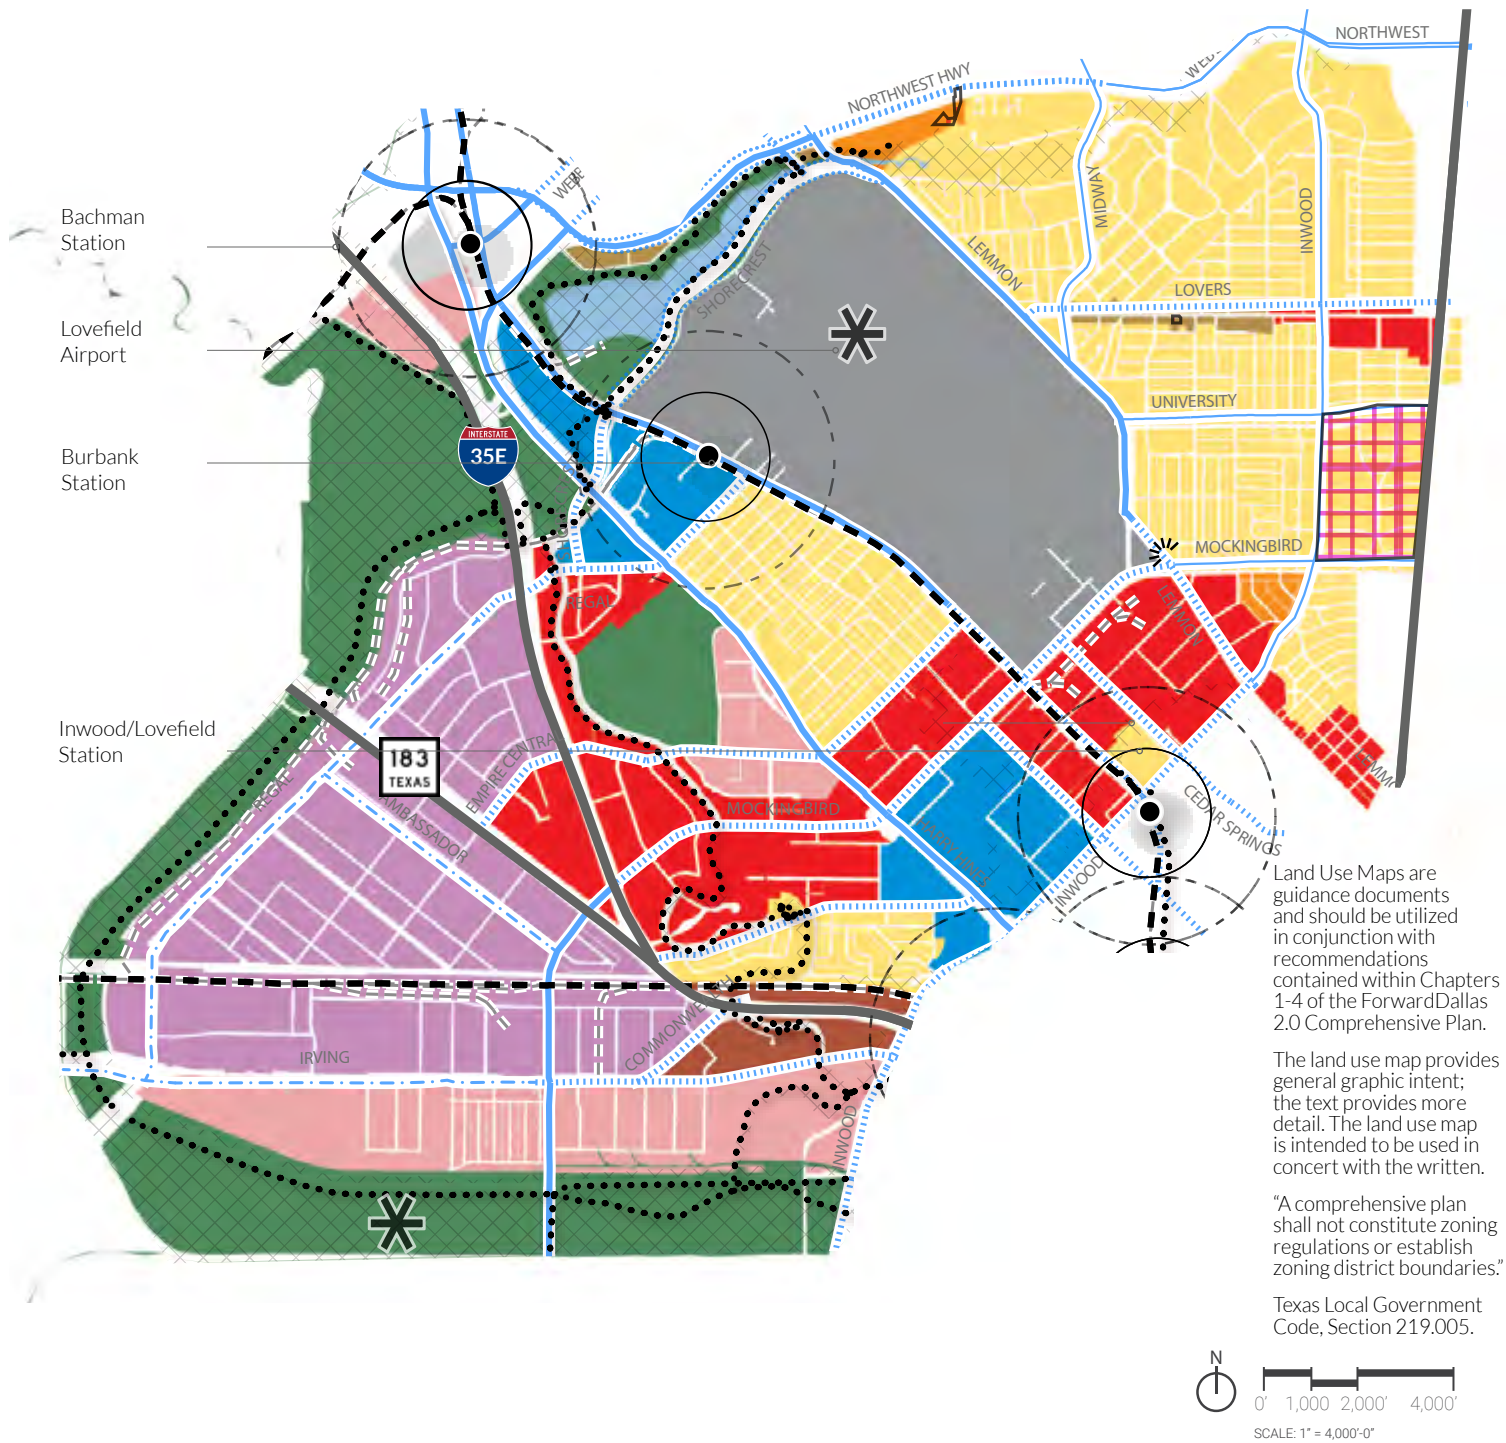 NORTHWEST
NORTHWEST HWY
WEB
WEBB
Bachman
Station
MIDWAY
INWOOD
LEMMON
SHORECREST
LOVERS
Lovefield
Airport
UNIVERSITY
INTERSTATE
35E
Burbank
Station
MOCKINGBIRD
REGAL
LEMMON
Inwood/Lovefield
Station
183
TEXAS
EMPIRE CENTRAL
REGAL
AMBASSADOR
MOCKINGBIRD
CEDAR SPRINGS
HARRY HINES
INWOOD
COMMONWEALTH
IRVING
INWOOD
Land Use Maps are
guidance documents
and should be utilized
in conjunction with
recommendations
contained within Chapters
1-4 of the ForwardDallas
2.0 Comprehensive Plan.
The land use map provides
general graphic intent;
the text provides more
detail. The land use map
is intended to be used in
concert with the written.
“A comprehensive plan
shall not constitute zoning
regulations or establish
zoning district boundaries.”
Texas Local Government
Code, Section 219.005.
N
0' 1,000 2,000' 4,000'
SCALE: 1" = 4,000'-0"